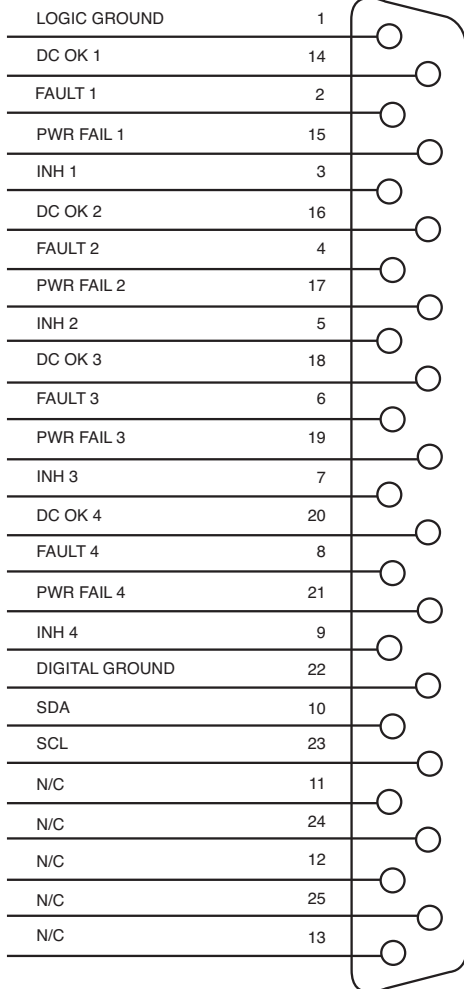 LOGIC GROUND 1
DC OK 1 14
FAULT 1 2
PWR FAIL 1 15
INH 1 3
DC OK 2 16
FAULT 2 4
PWR FAIL 2 17
INH 2 5
DC OK 3 18
FAULT 3 6
PWR FAIL 3 19
INH 3 7
DC OK 4 20
FAULT 4 8
PWR FAIL 4 21
INH 4 9
DIGITAL GROUND 22
SDA 10
SCL 23
N/C 11
N/C 24
N/C 12
N/C 25
N/C 13